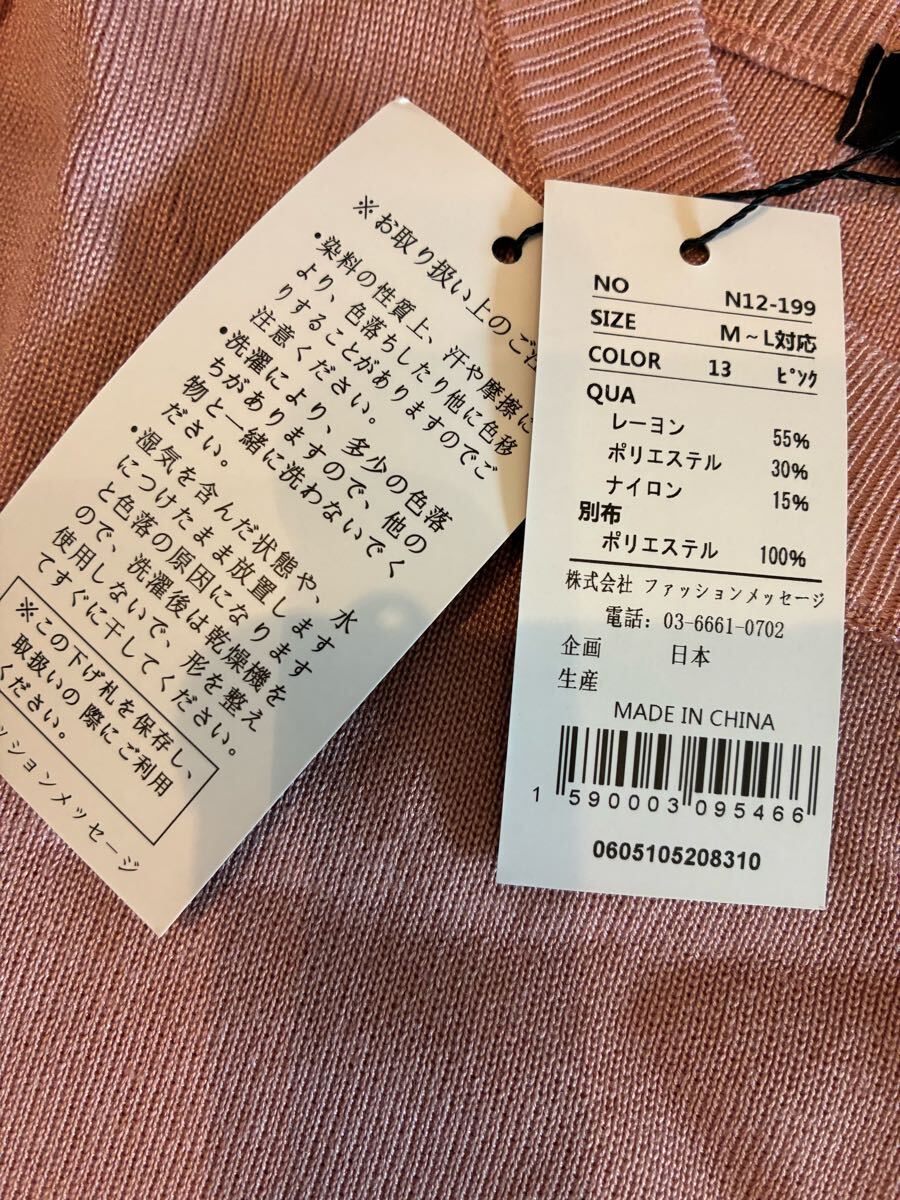 ※お取り扱い上のご注
・染料の性質上、汗や摩擦に
より、色落ちしたり他に色移
りすることがありますのでご
注意ください。
・洗濯により、多少の色落
ちがありますので、他の
物と一緒に洗わないでく
ださい。
・湿気を含んだ状態や、水
につけたまま放置します
と色落の原因になります
ので、洗濯後は乾燥機を
使用しないで、形を整え
てすぐに干してください。
※この下げ札を保存し、
取扱いの際にご利用
ください。
ッションメッセージ
NO N12-199
SIZE M~L対応
COLOR 13 ピンク
QUA
レーヨン 55%
ポリエステル 30%
ナイロン 15%
別布
ポリエステル 100%
株式会社 ファッションメッセージ
電話: 03-6661-0702
企画 日本
生産
MADE IN CHINA
1 590003 095466
0605105208310